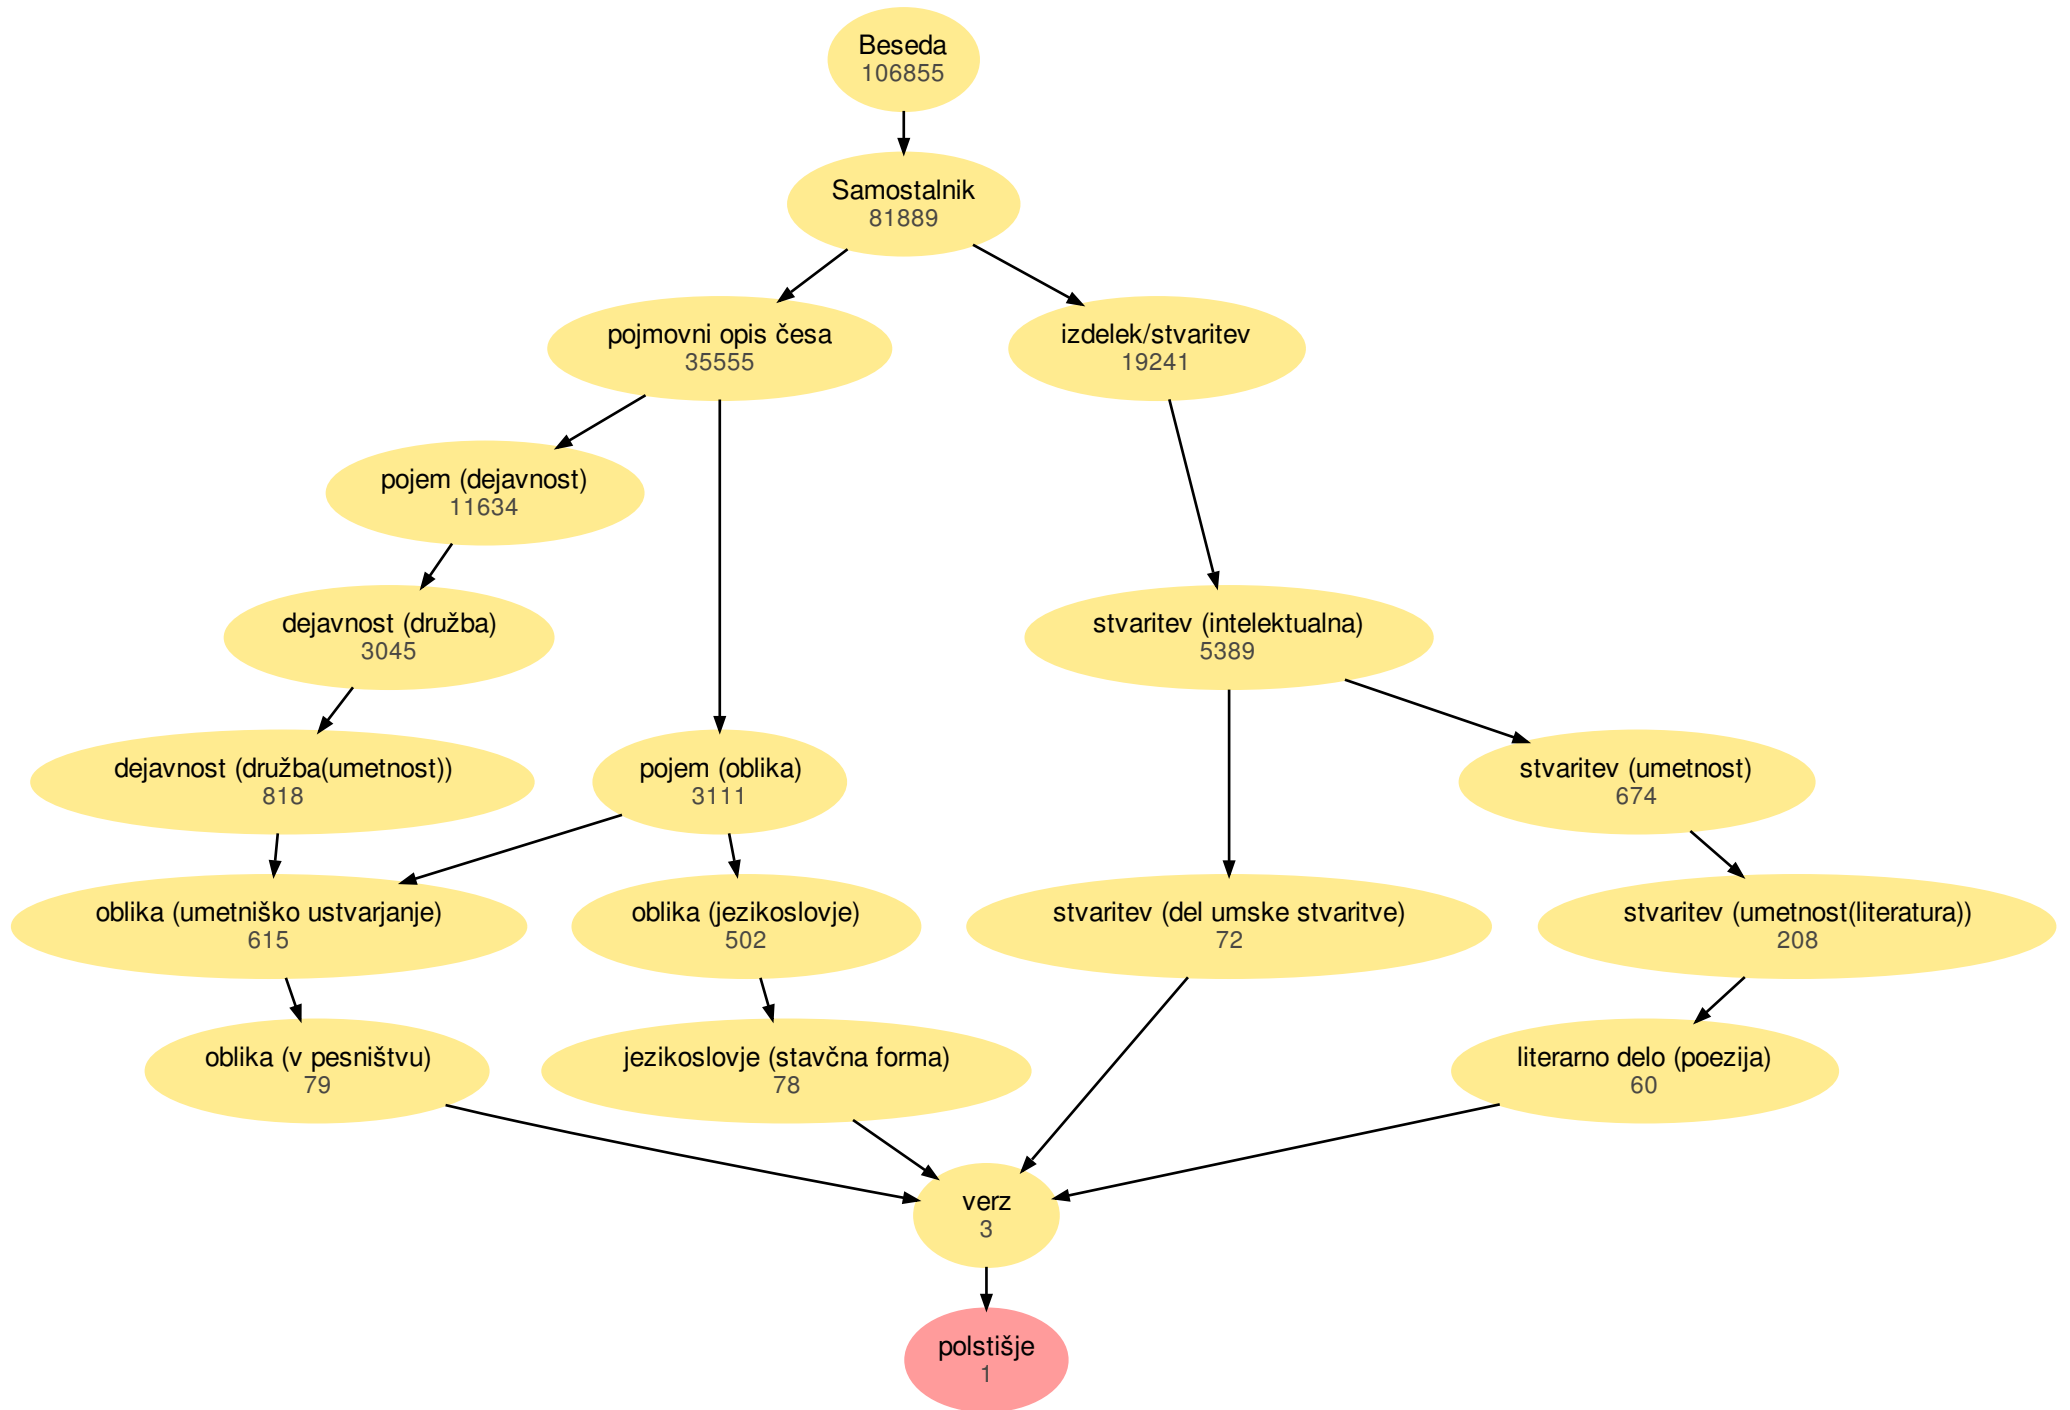 Beseda
106855
Samostalnik
81889
pojmovni opis česa
35555
izdelek/stvaritev
19241
pojem (dejavnost)
11634
dejavnost (družba)
3045
stvaritev (intelektualna)
5389
dejavnost (družba(umetnost))
818
pojem (oblika)
3111
stvaritev (umetnost)
674
oblika (umetniško ustvarjanje)
615
oblika (jezikoslovje)
502
stvaritev (del umske stvaritve)
72
stvaritev (umetnost(literatura))
208
oblika (v pesništvu)
79
jezikoslovje (stavčna forma)
78
literarno delo (poezija)
60
verz
3
polstišje
1